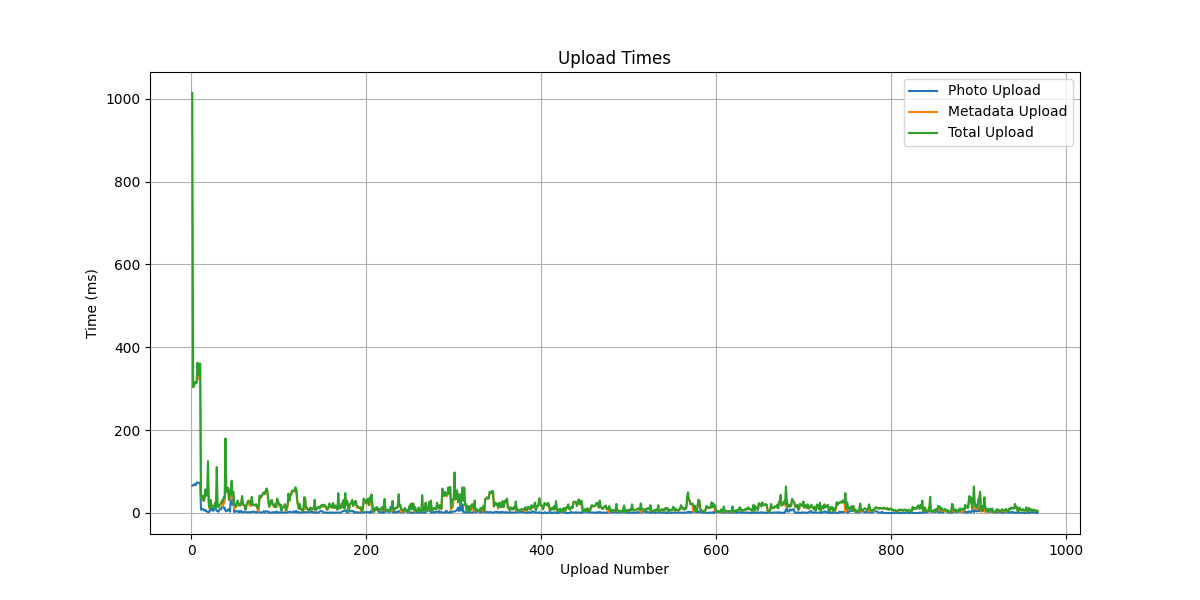 Upload Times
1000
800
600
400
200
0
Time (ms)
Photo Upload
Metadata Upload
Total Upload
0 200 400 600 800 1000
Upload Number